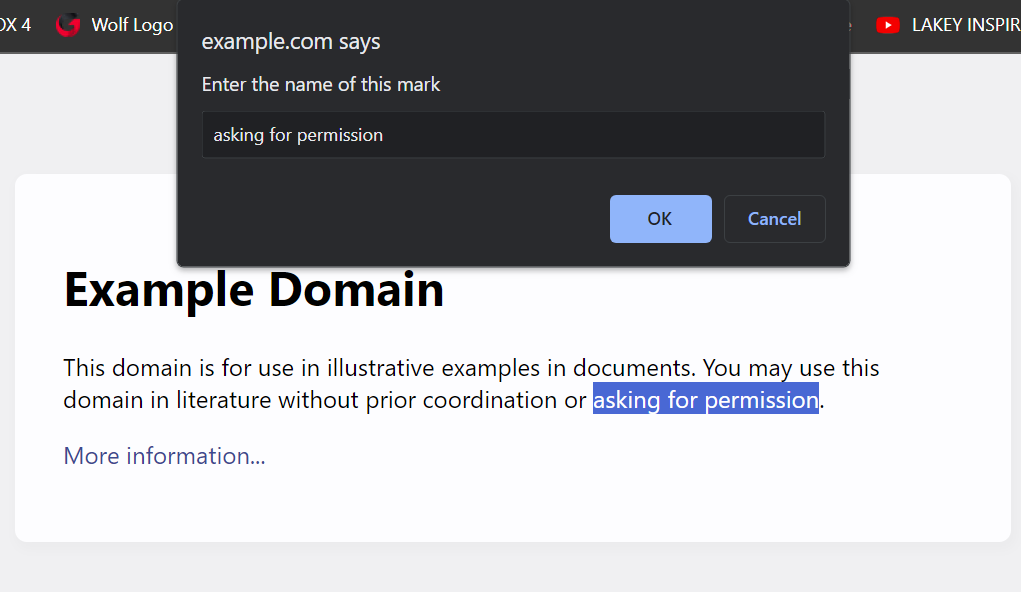 OX 4 Wolf Logo LAKEY INSPIR
example.com says
Enter the name of this mark
asking for permission
OK Cancel
Example Domain
This domain is for use in illustrative examples in documents. You may use this
domain in literature without prior coordination or asking for permission.
More information...